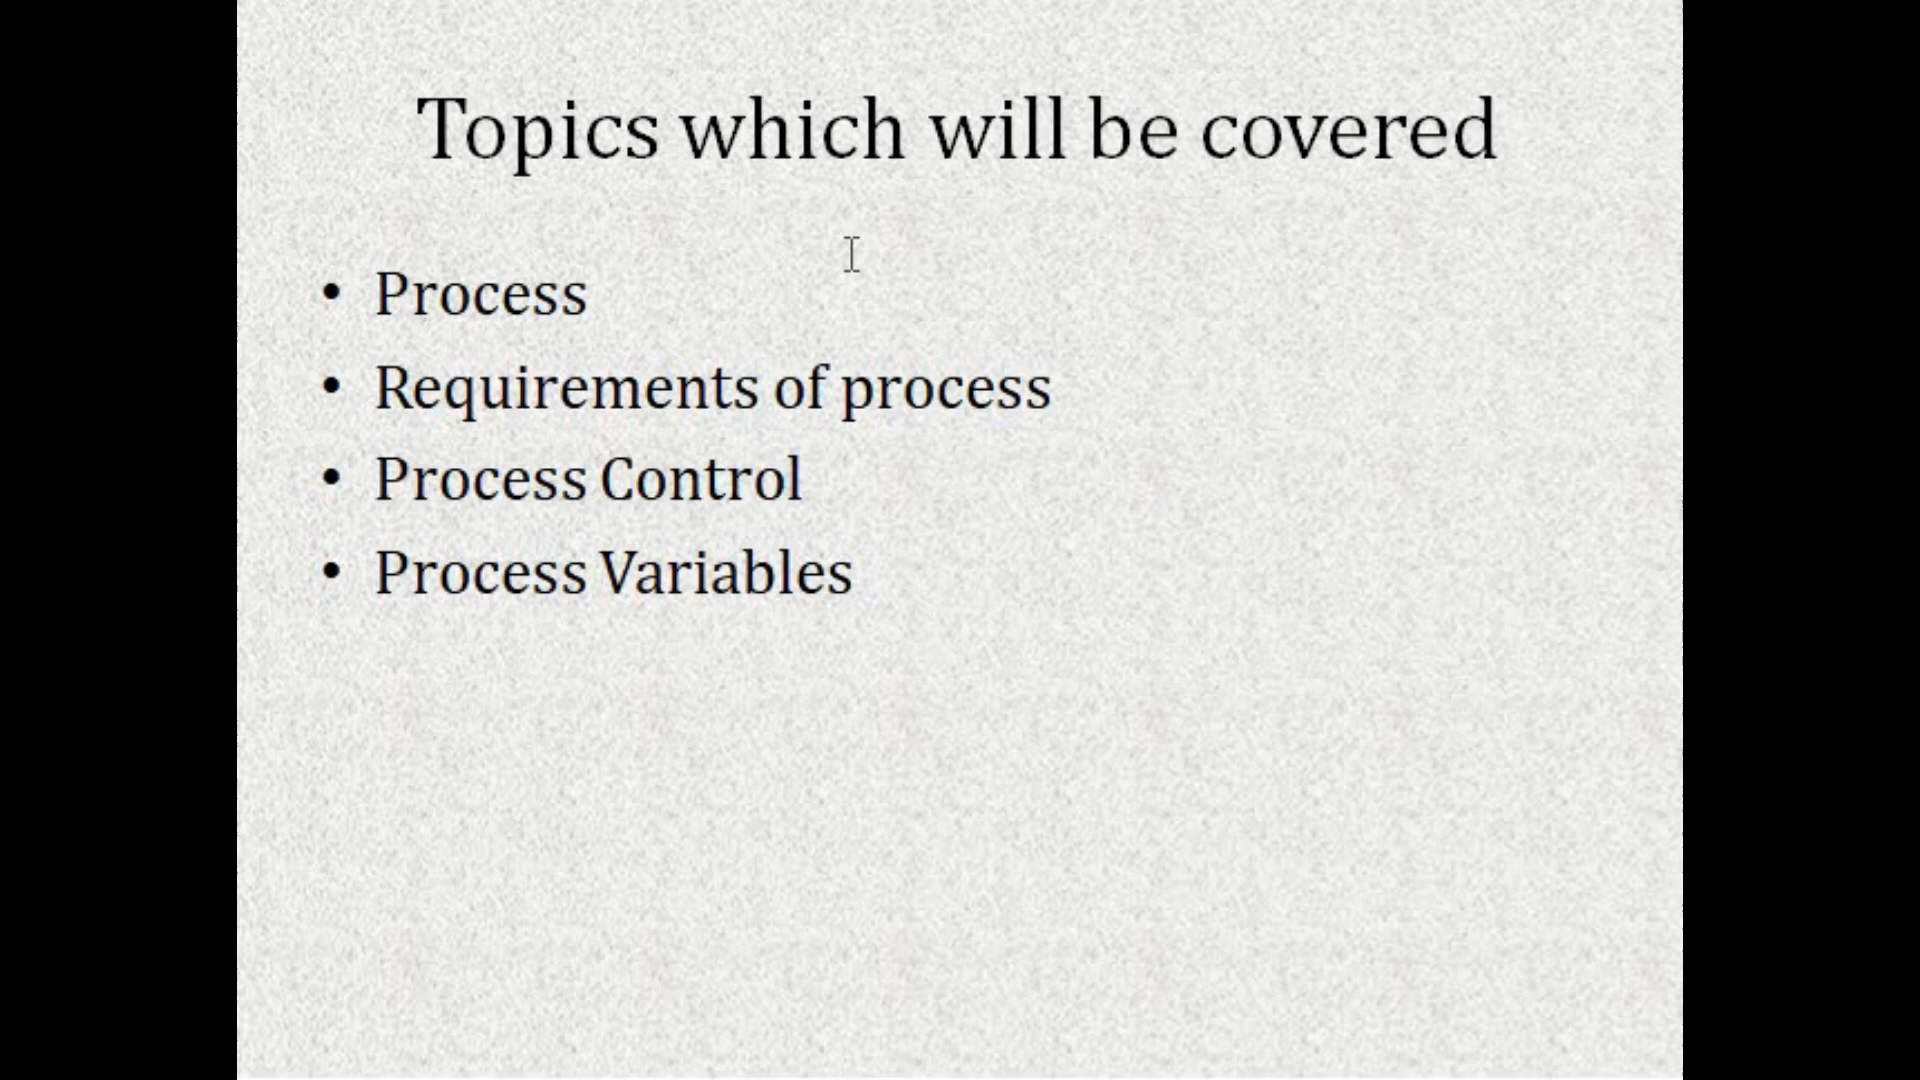 Topics which will be covered
• Process
• Requirements of process
• Process Control
• Process Variables